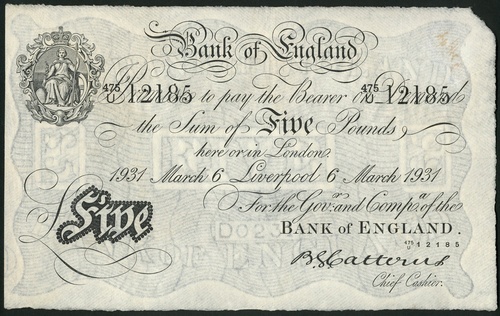 Bank of England
475/U 12185 475/U 12185
Promise to pay the Bearer on Demand
the Sum of Five Pounds
here or in London.
1931 March 6 Liverpool 6 March 1931
For the Govr. and Compa. of the
BANK OF ENGLAND.
475/U 12185
Five
B G Catterns
Chief Cashier.